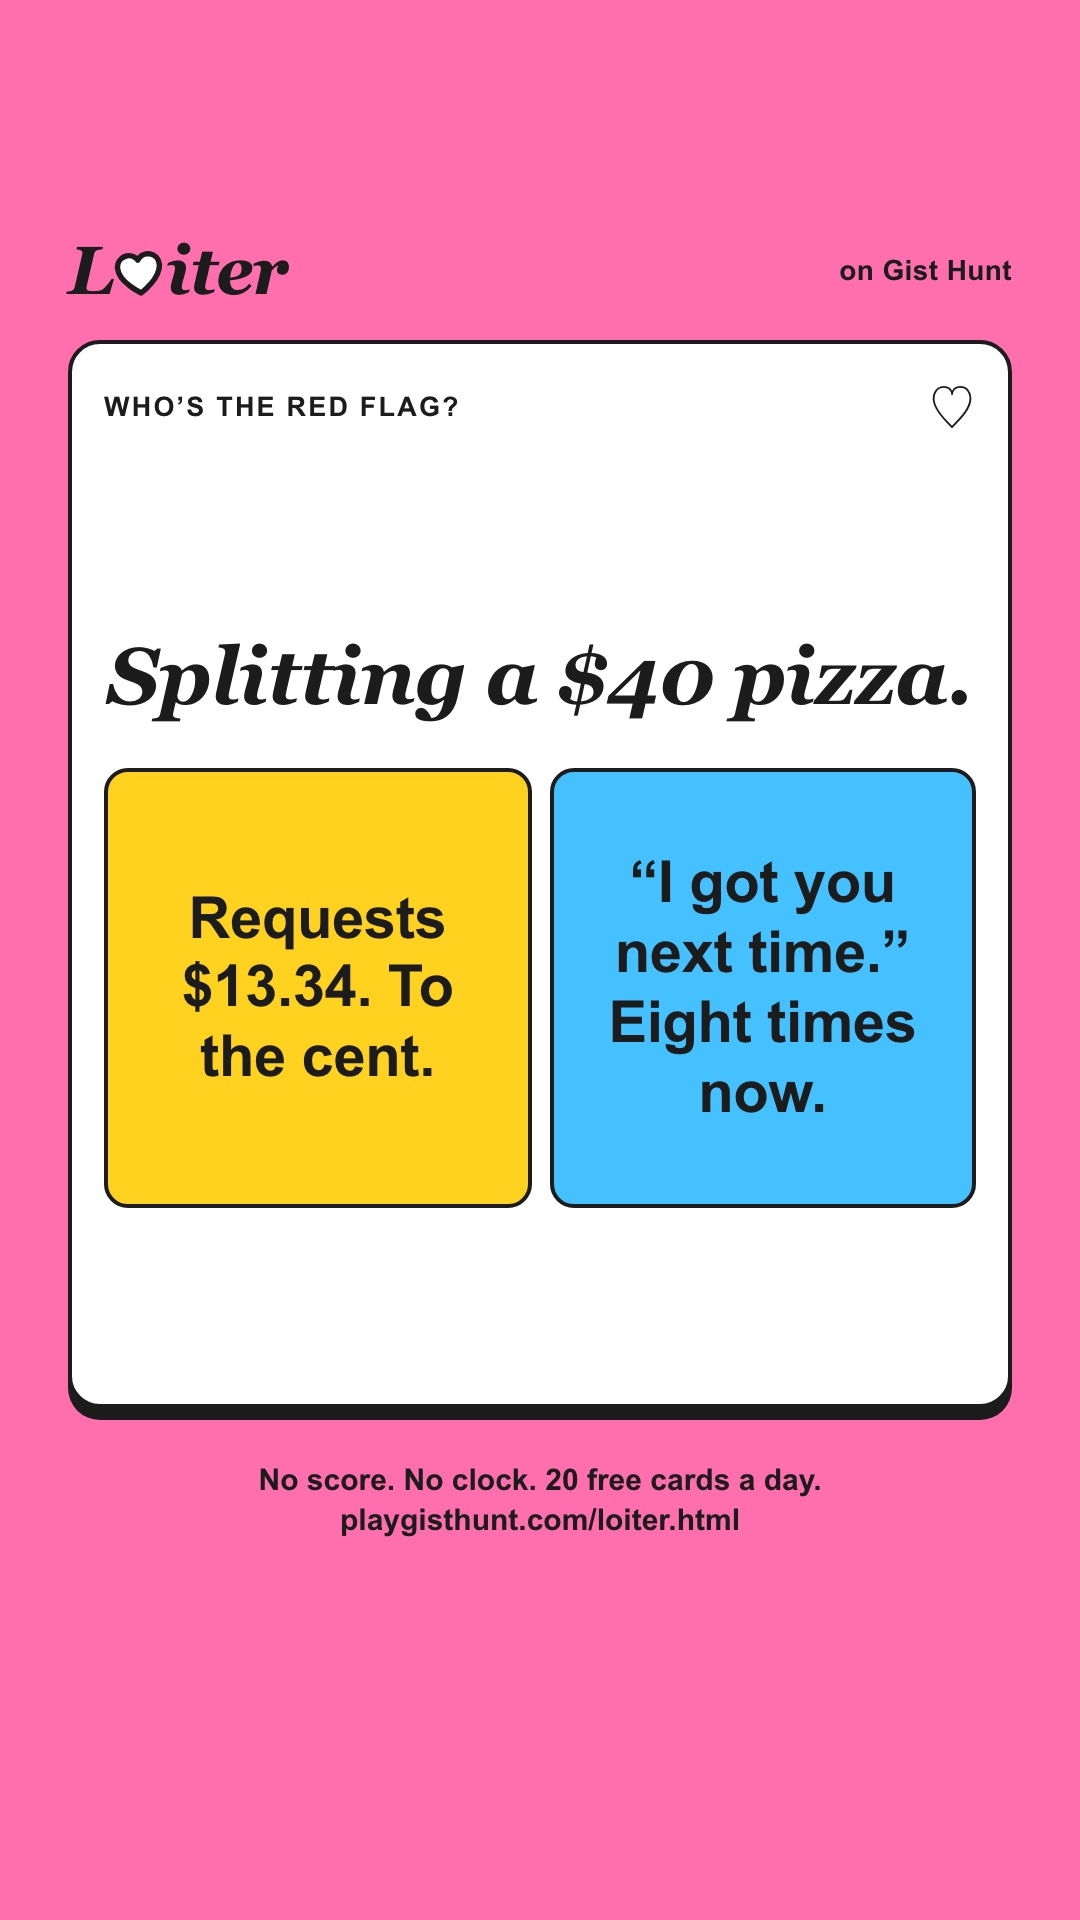 Loiter
on Gist Hunt
WHO’S THE RED FLAG?
Splitting a $40 pizza.
Requests
$13.34. To
the cent.
“I got you
next time.”
Eight times
now.
No score. No clock. 20 free cards a day.
playgisthunt.com/loiter.html